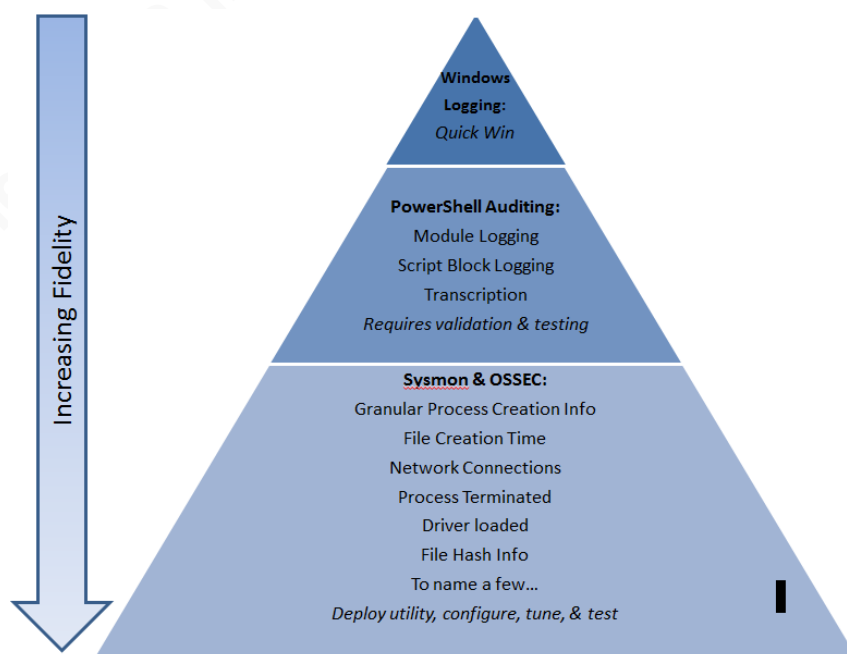 Increasing Fidelity
Windows
Logging:
Quick Win
PowerShell Auditing:
Module Logging
Script Block Logging
Transcription
Requires validation & testing
Sysmon & OSSEC:
Granular Process Creation Info
File Creation Time
Network Connections
Process Terminated
Driver loaded
File Hash Info
To name a few...
Deploy utility, configure, tune, & test